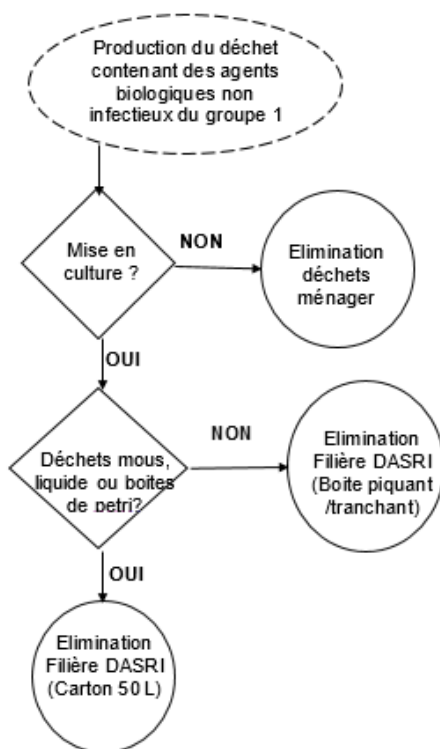 Production du déchet
contenant des agents
biologiques non
infectieux du groupe 1
Mise en
culture ?
NON
Elimination
déchets
ménager
OUI
Déchets mous,
liquide ou boites
de petri?
NON
Elimination
Filière DASRI
(Boite piquant
/tranchant)
OUI
Elimination
Filière DASRI
(Carton 50 L)